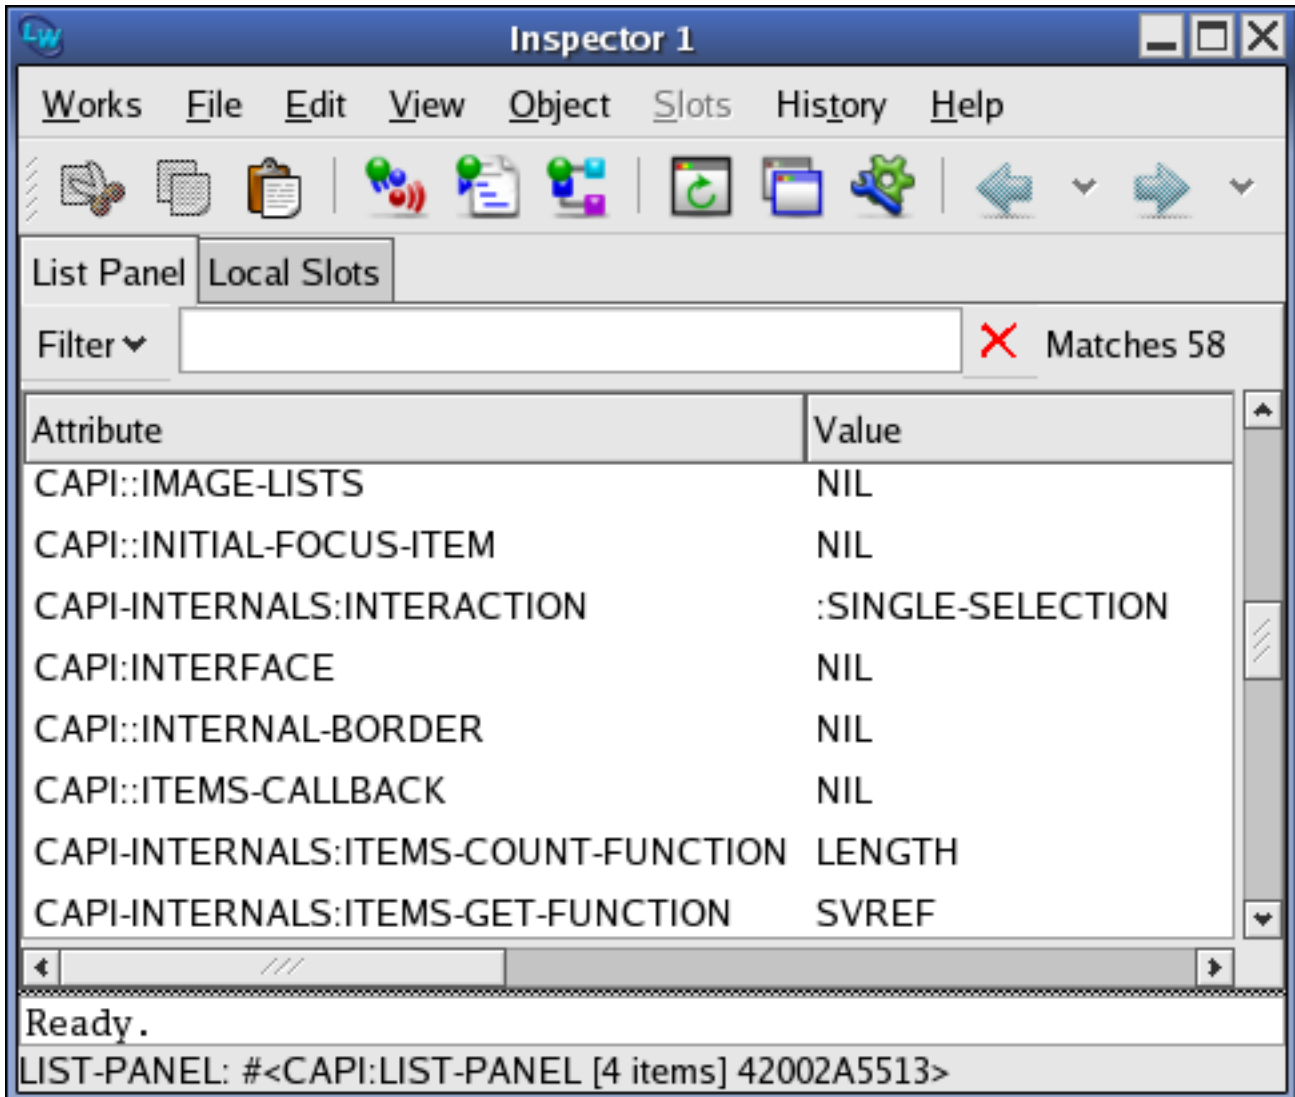 LW
Inspector 1
Works File Edit View Object Slots History Help
List Panel Local Slots
Filter Matches 58
Attribute Value
CAPI::IMAGE-LISTS NIL
CAPI::INITIAL-FOCUS-ITEM NIL
CAPI-INTERNALS:INTERACTION :SINGLE-SELECTION
CAPI:INTERFACE NIL
CAPI::INTERNAL-BORDER NIL
CAPI::ITEMS-CALLBACK NIL
CAPI-INTERNALS:ITEMS-COUNT-FUNCTION LENGTH
CAPI-INTERNALS:ITEMS-GET-FUNCTION SVREF
Ready.
LIST-PANEL: #<CAPI:LIST-PANEL [4 items] 42002A5513>